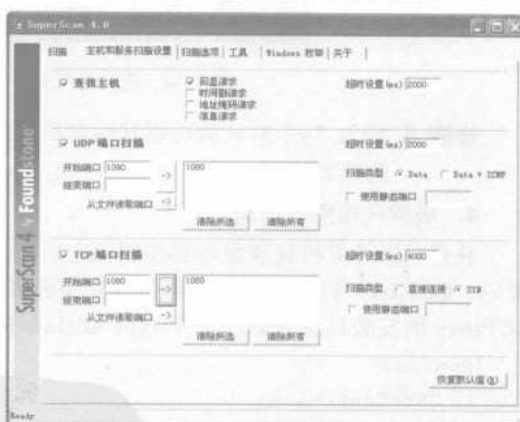 SuperScan 4.0
扫描 主机和服务扫描设置 扫描选项 工具 Windows 枚举 关于
查找主机
回显请求
时间戳请求
地址掩码请求
信息请求
超时设置(ms) 2000
UDP 端口扫描
超时设置(ms) 2000
开始端口 1080
结束端口
->
从文件读取端口 ->
1080
清除所选 清除所有
扫描类型 Data Data + ICMP
使用静态端口
TCP 端口扫描
超时设置(ms) 4000
开始端口 1080
结束端口
->
从文件读取端口 ->
1080
清除所选 清除所有
扫描类型 直接连接 SYN
使用静态端口
恢复默认值(Q)
SuperScan 4 Foundstone
Ready